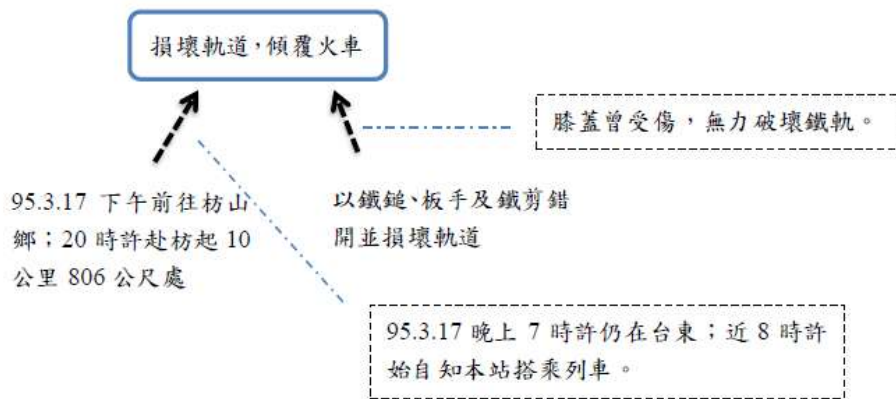 損壞軌道，傾覆火車
膝蓋曾受傷，無力破壞鐵軌。
95.3.17 下午前往枋山
鄉；20 時許赴枋起 10
公里 806 公尺處
以鐵鎚、板手及鐵剪錯
開並損壞軌道
95.3.17 晚上 7 時許仍在台東；近 8 時許
始自知本站搭乘列車。